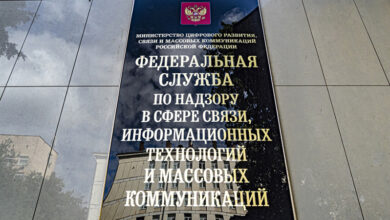 МИНИСТЕРСТВО ЦИФРОВОГО РАЗВИТИЯ,
СВЯЗИ И МАССОВЫХ КОММУНИКАЦИЙ
РОССИЙСКОЙ ФЕДЕРАЦИИ
ФЕДЕРАЛЬНАЯ
СЛУЖБА
ПО НАДЗОРУ
В СФЕРЕ СВЯЗИ,
ИНФОРМАЦИОННЫХ
ТЕХНОЛОГИЙ
И МАССОВЫХ
КОММУНИКАЦИЙ